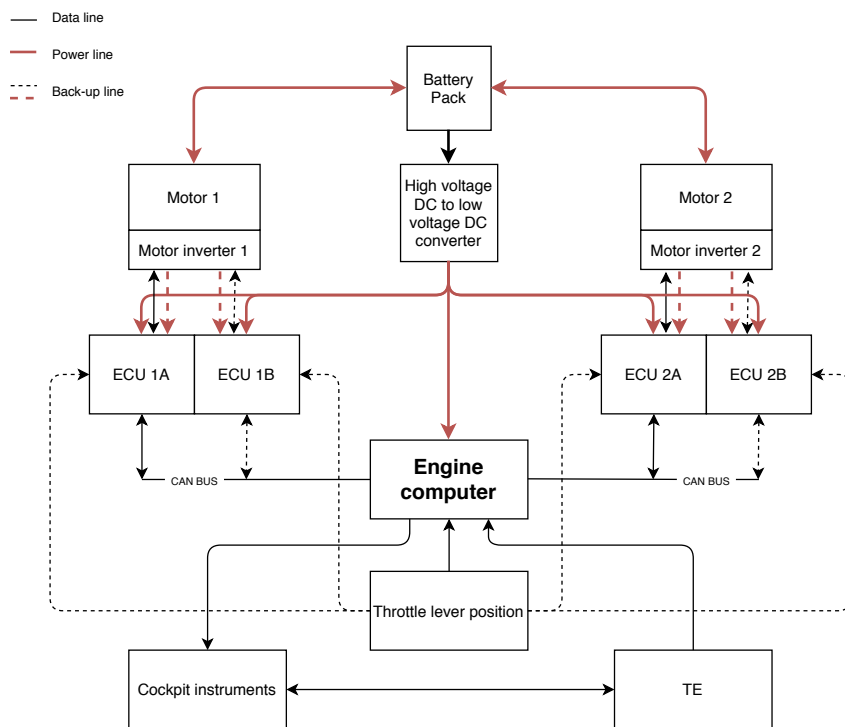 Data line
Power line
Back-up line
Battery
Pack
Motor 1
High voltage
DC to low
voltage DC
converter
Motor 2
Motor inverter 1
Motor inverter 2
ECU 1A
ECU 1B
ECU 2A
ECU 2B
Engine
computer
CAN BUS
CAN BUS
Throttle lever position
Cockpit instruments
TE